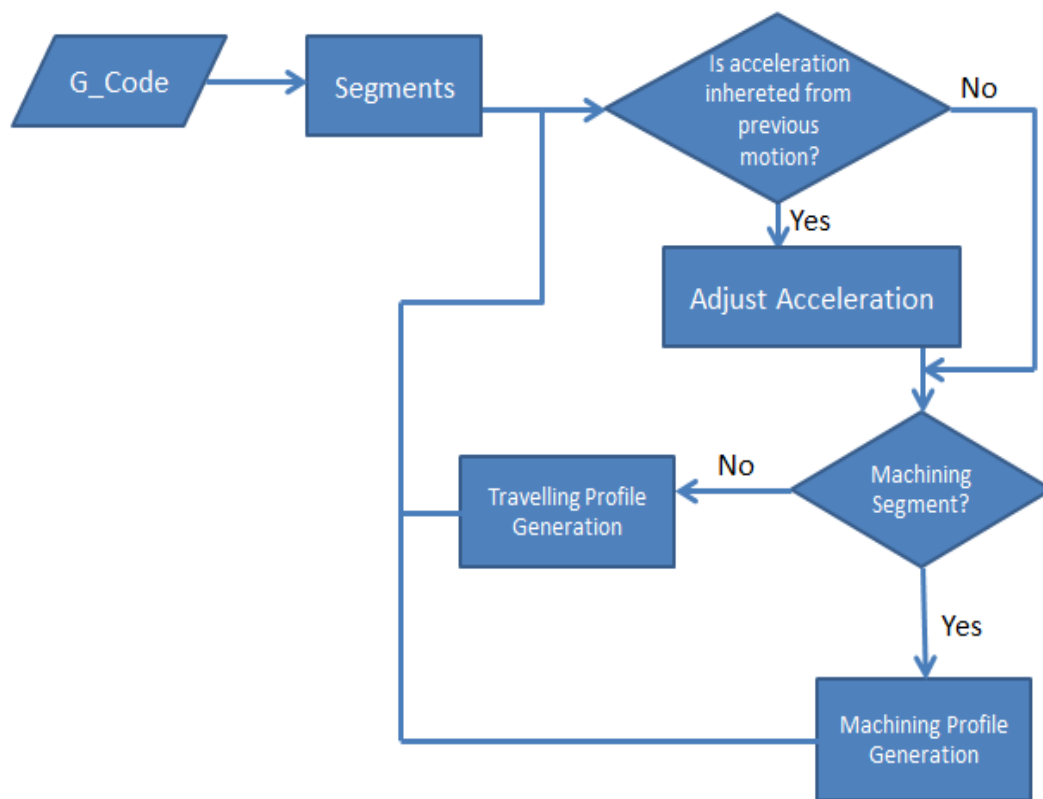 G_Code
Segments
Is acceleration
inhereted from
previous
motion?
No
Yes
Adjust Acceleration
No
Machining
Segment?
Travelling Profile
Generation
Yes
Machining Profile
Generation